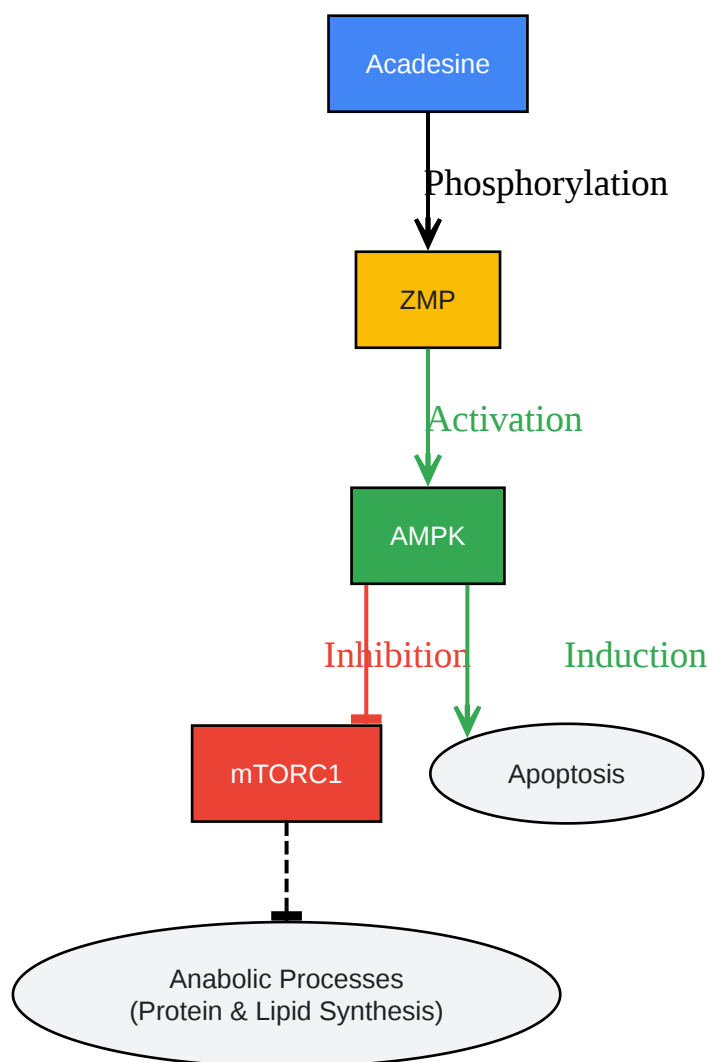 Acadesine
Phosphorylation
ZMP
Activation
AMPK
Inhibition
Induction
mTORC1
Apoptosis
Anabolic Processes
(Protein & Lipid Synthesis)